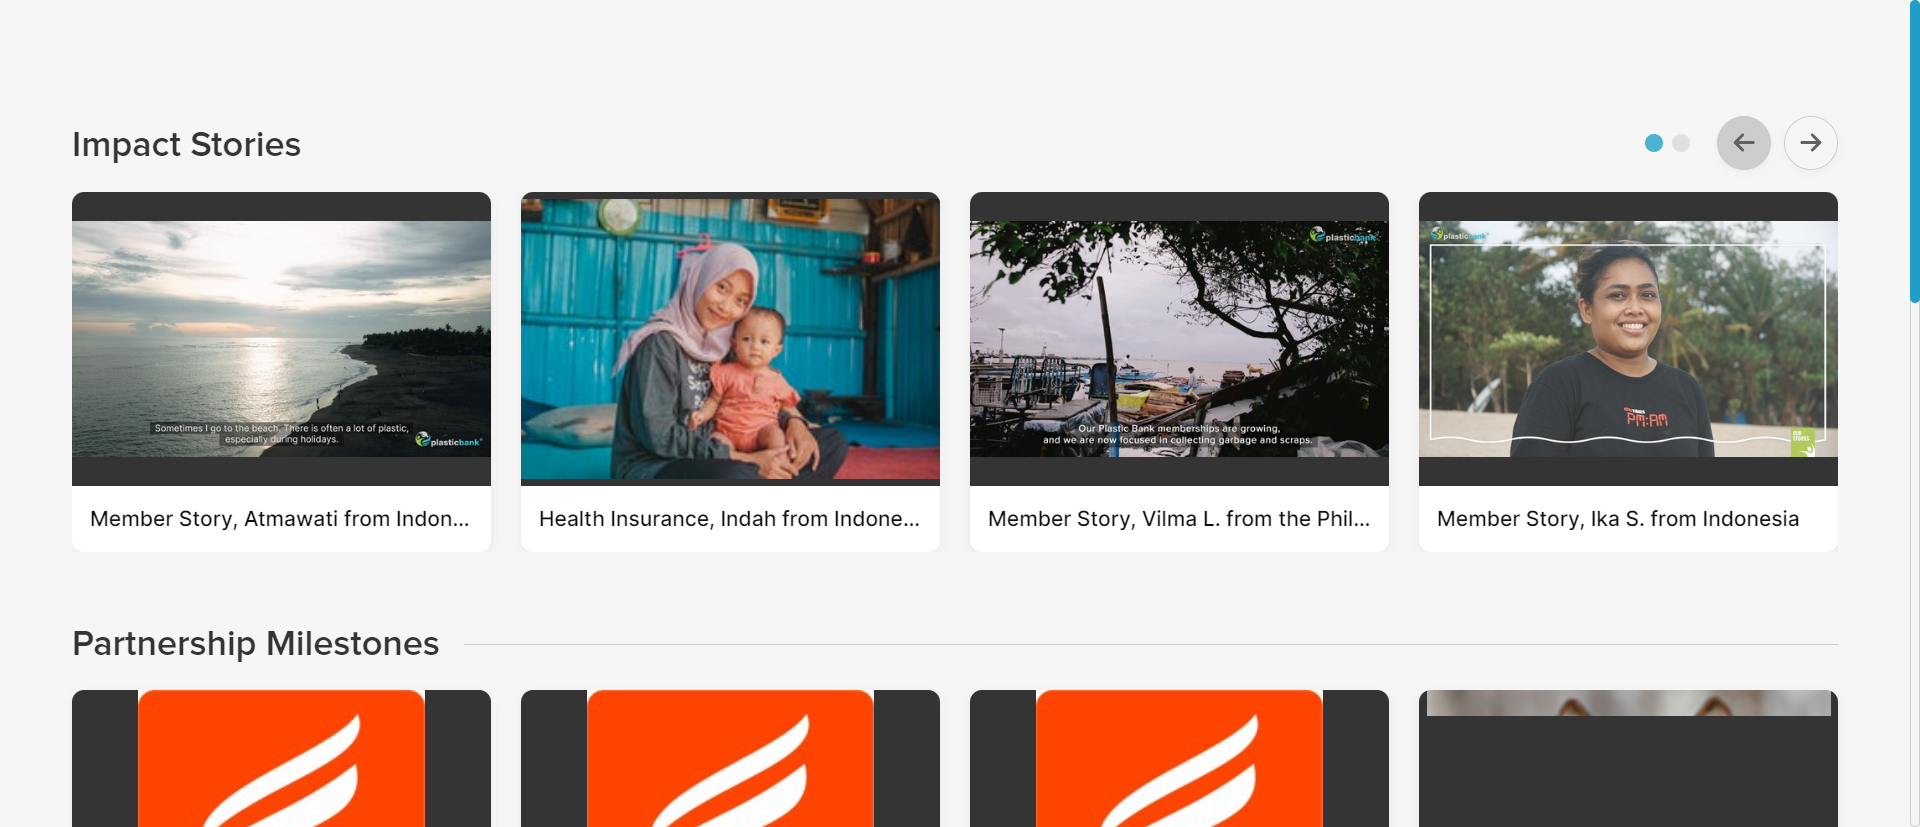 Impact Stories
Sometimes I go to the beach. There is often a lot of plastic,
especially during holidays.
plasticbank
plasticbank
Our Plastic Bank memberships are growing,
and we are now focused in collecting garbage and scraps.
plasticbank
PM:AM
OUR
STORIES
Member Story, Atmawati from Indon...
Health Insurance, Indah from Indone...
Member Story, Vilma L. from the Phil...
Member Story, Ika S. from Indonesia
Partnership Milestones